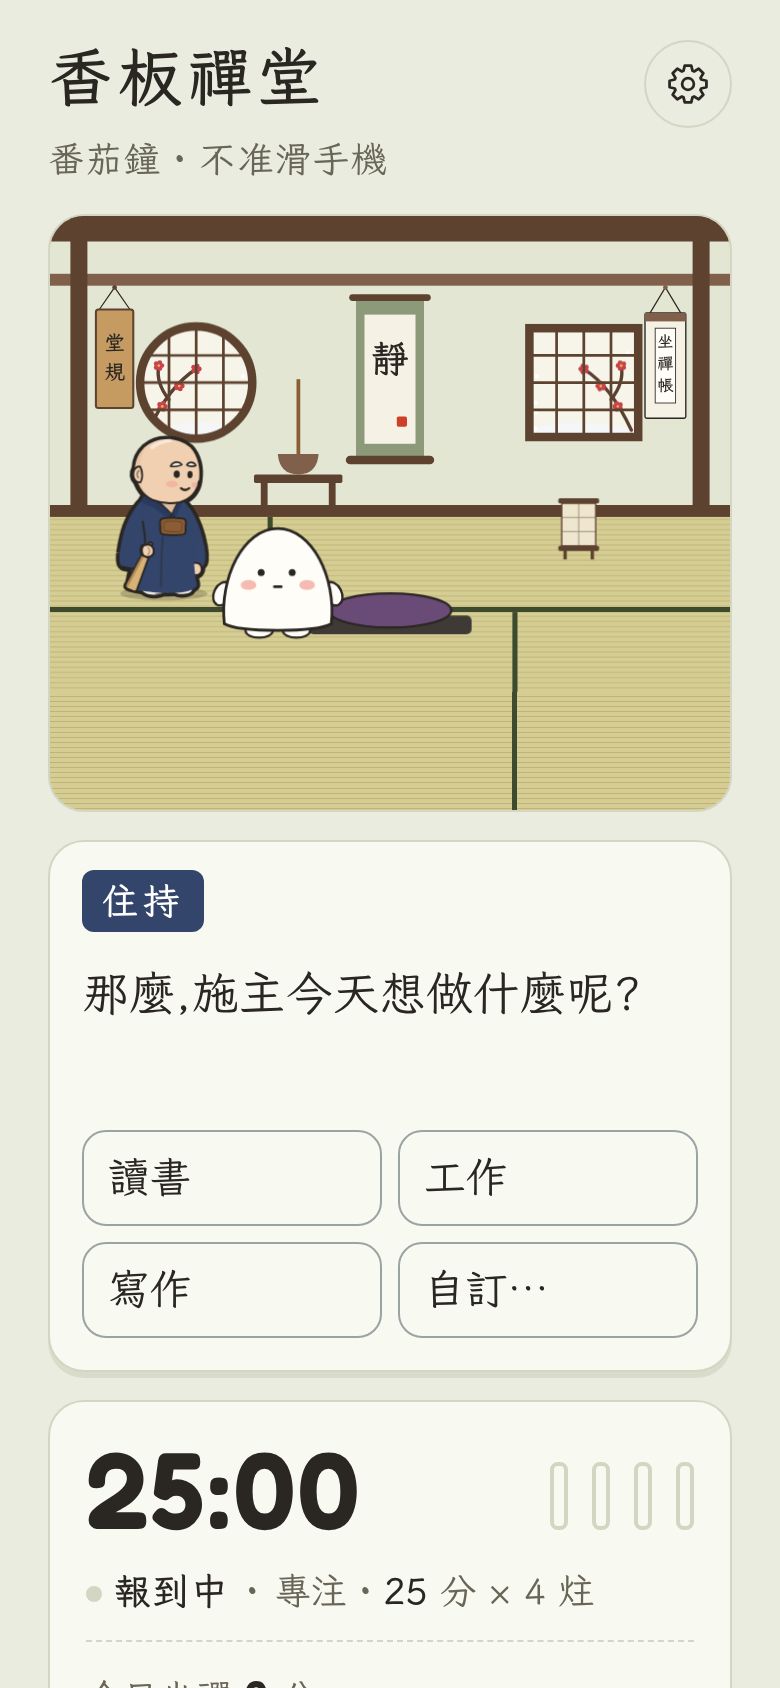 香板禪堂
番茄鐘・不准滑手機
堂規
靜
坐禪帳
住持
那麼,施主今天想做什麼呢?
讀書
工作
寫作
自訂…
25:00
報到中・專注・25 分 × 4 炷